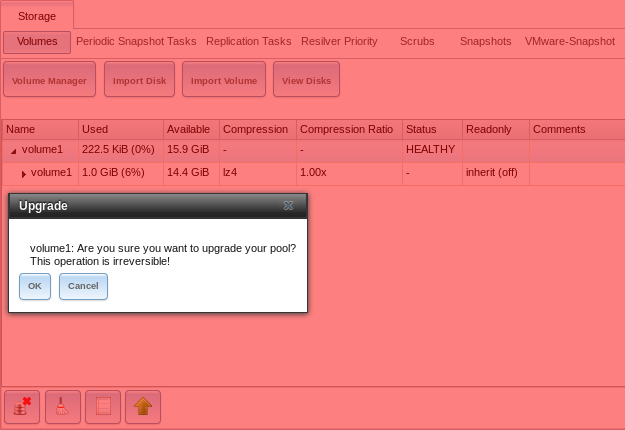 Storage
Volumes Periodic Snapshot Tasks Replication Tasks Resilver Priority Scrubs Snapshots VMware-Snapshot
Volume Manager Import Disk Import Volume View Disks
Name Used Available Compression Compression Ratio Status Readonly Comments
volume1 222.5 KiB (0%) 15.9 GiB - - HEALTHY
volume1 1.0 GiB (6%) 14.4 GiB lz4 1.00x - inherit (off)
Upgrade
volume1: Are you sure you want to upgrade your pool?
This operation is irreversible!
OK Cancel